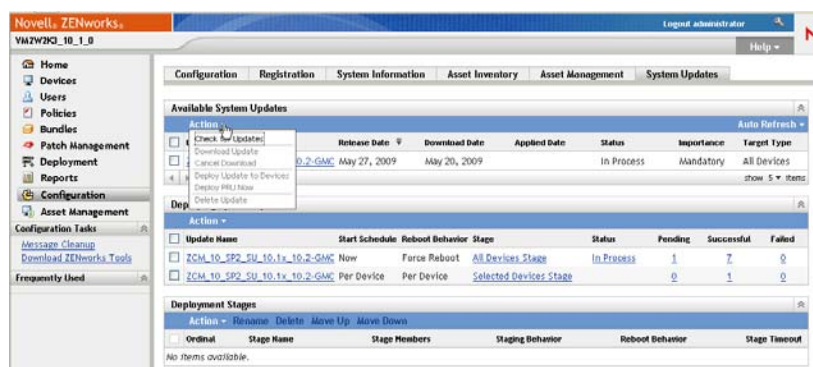 Novell® ZENworks®
Logout administrator
VM2W2K3_10_1_0
Help
Home
Devices
Users
Policies
Bundles
Patch Management
Deployment
Reports
Configuration
Asset Management
Configuration Tasks
Message Cleanup
Download ZENworks Tools
Frequently Used
Configuration Registration System Information Asset Inventory Asset Management System Updates
Available System Updates
Action Auto Refresh
Release Date Download Date Applied Date Status Importance Target Type
10.2-GMC May 27, 2009 May 20, 2009 In Process Mandatory All Devices
show 5 items
Check for Updates
Download Update
Cancel Download
Deploy Update to Devices
Deploy PRU Now
Delete Update
Action
Update Name Start Schedule Reboot Behavior Stage Status Pending Successful Failed
ZCM_10_SP2_SU_10.1x_10.2-GMC Now Force Reboot All Devices Stage In Process 1 7 0
ZCM_10_SP2_SU_10.1x_10.2-GMC Per Device Per Device Selected Devices Stage 0 1 0
Deployment Stages
Action Rename Delete Move Up Move Down
Ordinal Stage Name Stage Members Staging Behavior Reboot Behavior Stage Timeout
No items available.